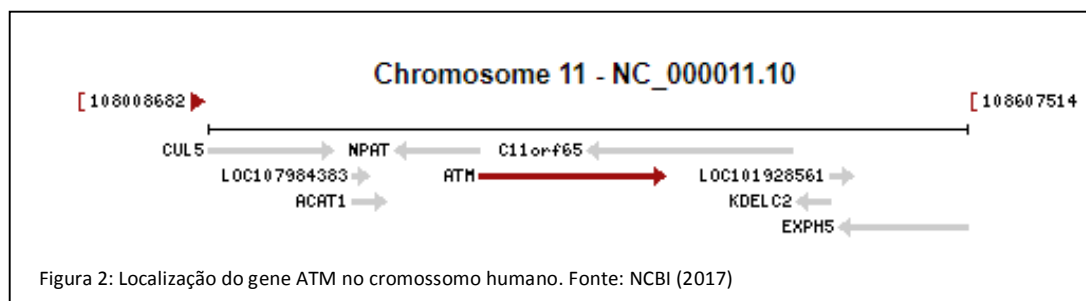 Chromosome 11 - NC_000011.10
[108008682 [108607514
CUL5 NPAT C11orf65
LOC107984383 ATM LOC101928561
ACAT1 KDELC2
EXPH5
Figura 2: Localização do gene ATM no cromossomo humano. Fonte: NCBI (2017)